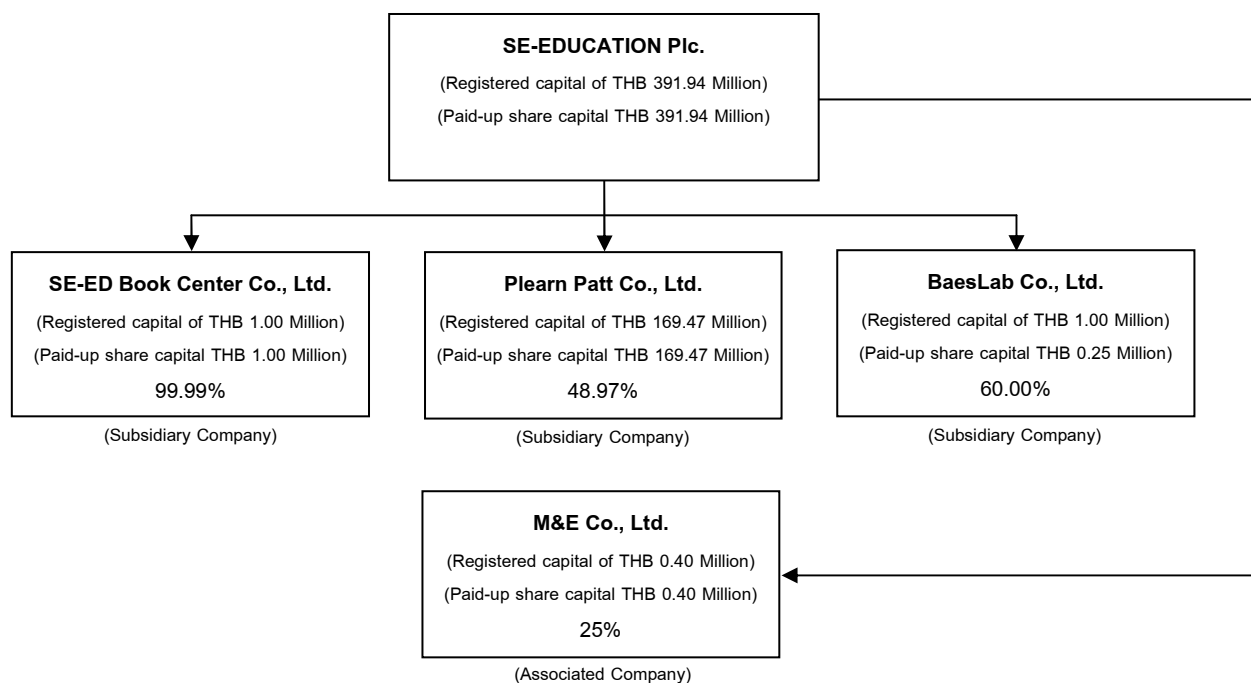 SE-EDUCATION Plc.
(Registered capital of THB 391.94 Million)
(Paid-up share capital THB 391.94 Million)
SE-ED Book Center Co., Ltd.
(Registered capital of THB 1.00 Million)
(Paid-up share capital THB 1.00 Million)
99.99%
(Subsidiary Company)
Plearn Patt Co., Ltd.
(Registered capital of THB 169.47 Million)
(Paid-up share capital THB 169.47 Million)
48.97%
(Subsidiary Company)
BaesLab Co., Ltd.
(Registered capital of THB 1.00 Million)
(Paid-up share capital THB 0.25 Million)
60.00%
(Subsidiary Company)
M&E Co., Ltd.
(Registered capital of THB 0.40 Million)
(Paid-up share capital THB 0.40 Million)
25%
(Associated Company)